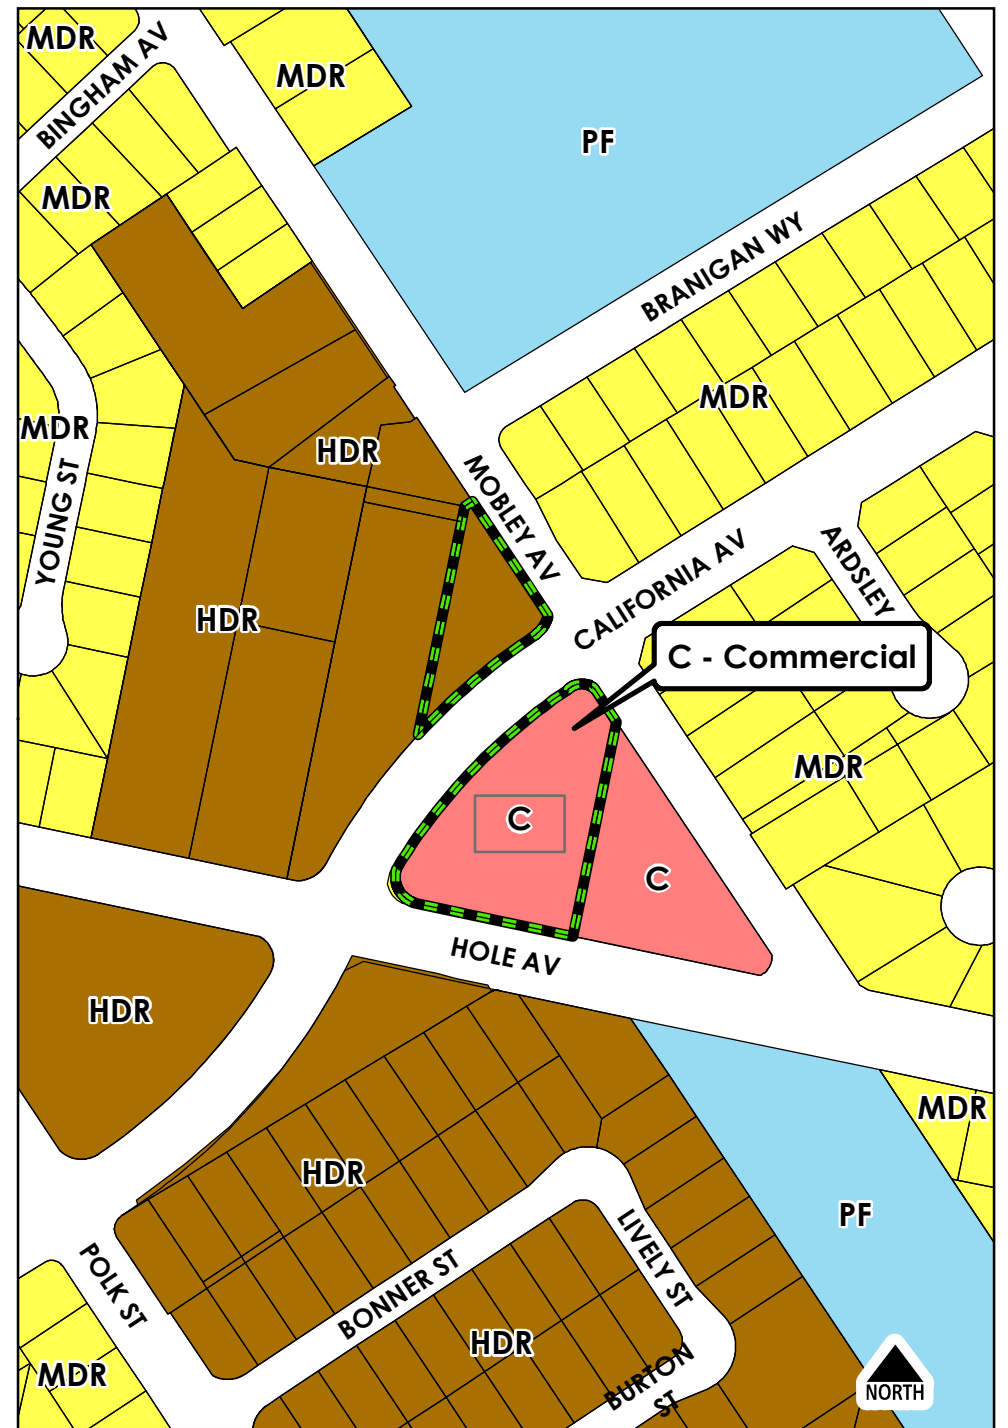 MDR
BINGHAM AV
MDR
PF
MDR
BRANIGAN WY
MDR
MDR
HDR
MOBLEY AV
YOUNG ST
CALIFORNIA AV
ARDSLEY
HDR
C - Commercial
MDR
C
C
HOLE AV
HDR
MDR
HDR
PF
POLK ST
LIVELY ST
BONNER ST
HDR
MDR
BURTON
ST
NORTH